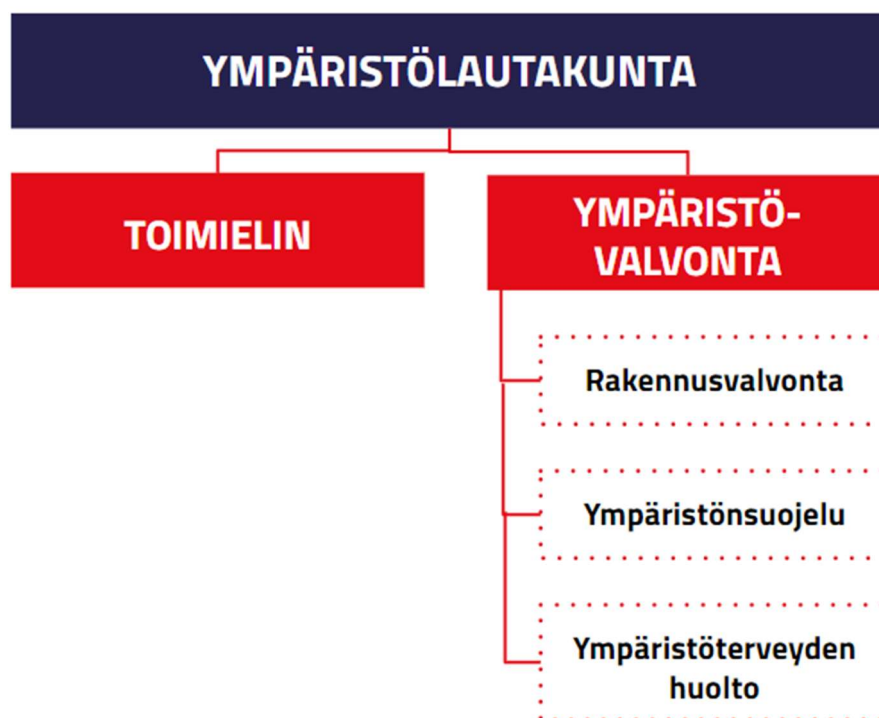 YMPÄRISTÖLAUTAKUNTA
TOIMIELIN
YMPÄRISTÖ-
VALVONTA
Rakennusvalvonta
Ympäristönsuojelu
Ympäristöterveyden
huolto